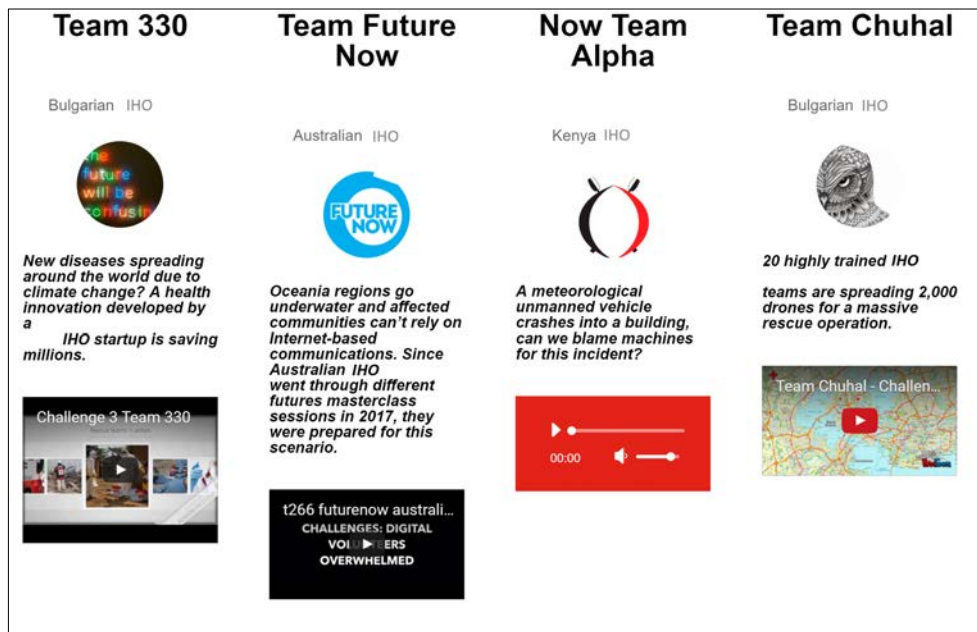 Team 330
Bulgarian IHO
the
future
will be
confusin
New diseases spreading
around the world due to
climate change? A health
innovation developed by
a
IHO startup is saving
millions.
Challenge 3 Team 330
Team Future
Now
Australian IHO
FUTURE
NOW
Oceania regions go
underwater and affected
communities can't rely on
Internet-based
communications. Since
Australian IHO
went through different
futures masterclass
sessions in 2017, they
were prepared for this
scenario.
t266 futurenow australi...
CHALLENGES: DIGITAL
VOLUNTEERS
OVERWHELMED
Now Team
Alpha
Kenya IHO
A meteorological
unmanned vehicle
crashes into a building,
can we blame machines
for this incident?
00:00
Team Chuhal
Bulgarian IHO
20 highly trained IHO
teams are spreading 2,000
drones for a massive
rescue operation.
Team Chuhal - Challen...